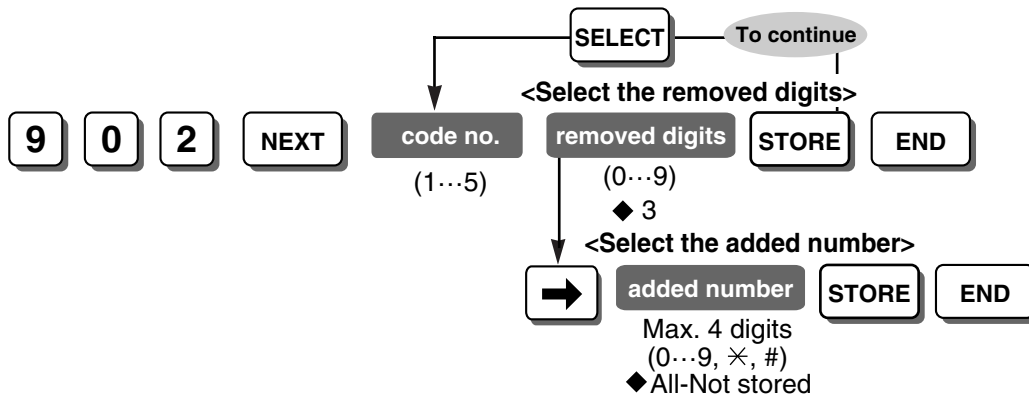 SELECT To continue
<Select the removed digits>
9 0 2 NEXT code no. removed digits STORE END
(1···5) (0···9)
◆ 3
<Select the added number>
➡ added number STORE END
Max. 4 digits
(0···9, ✳, #)
◆All-Not stored